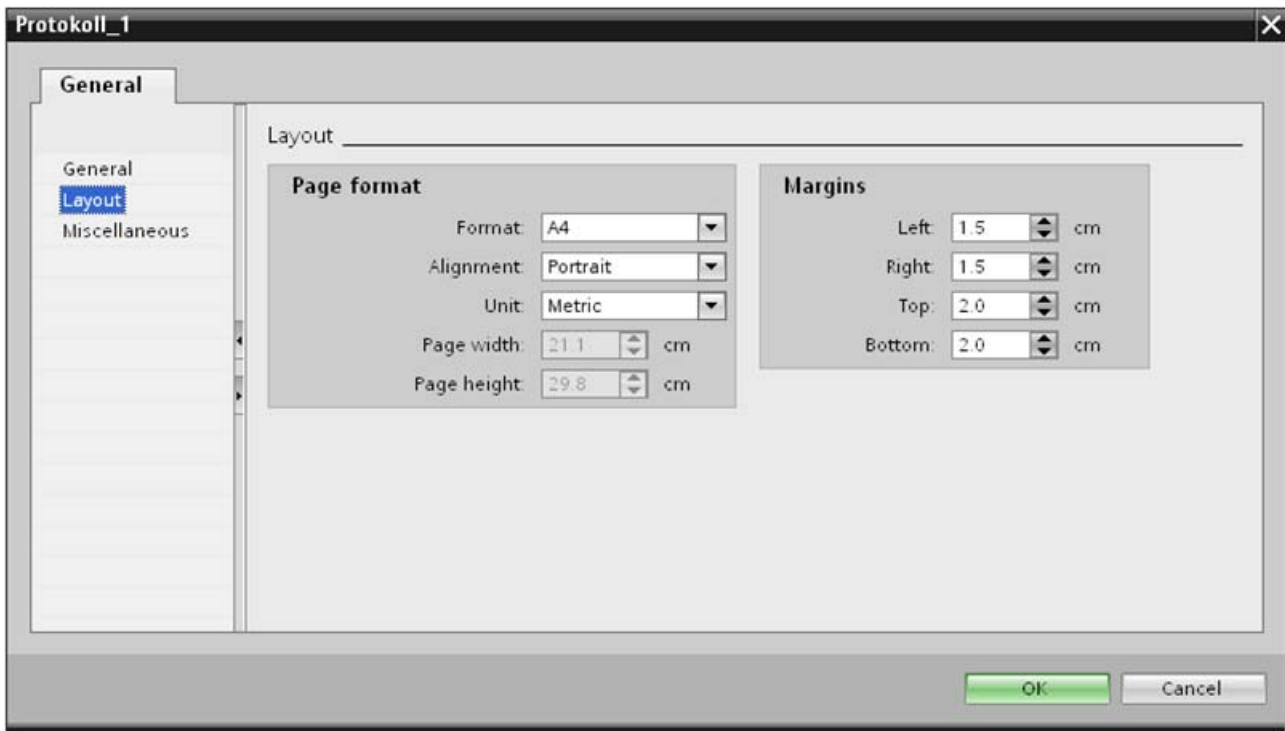 Protokoll_1
General
General
Layout
Miscellaneous
Layout
Page format
Format: A4
Alignment: Portrait
Unit: Metric
Page width: 21.1 cm
Page height: 29.8 cm
Margins
Left: 1.5 cm
Right: 1.5 cm
Top: 2.0 cm
Bottom: 2.0 cm
OK
Cancel